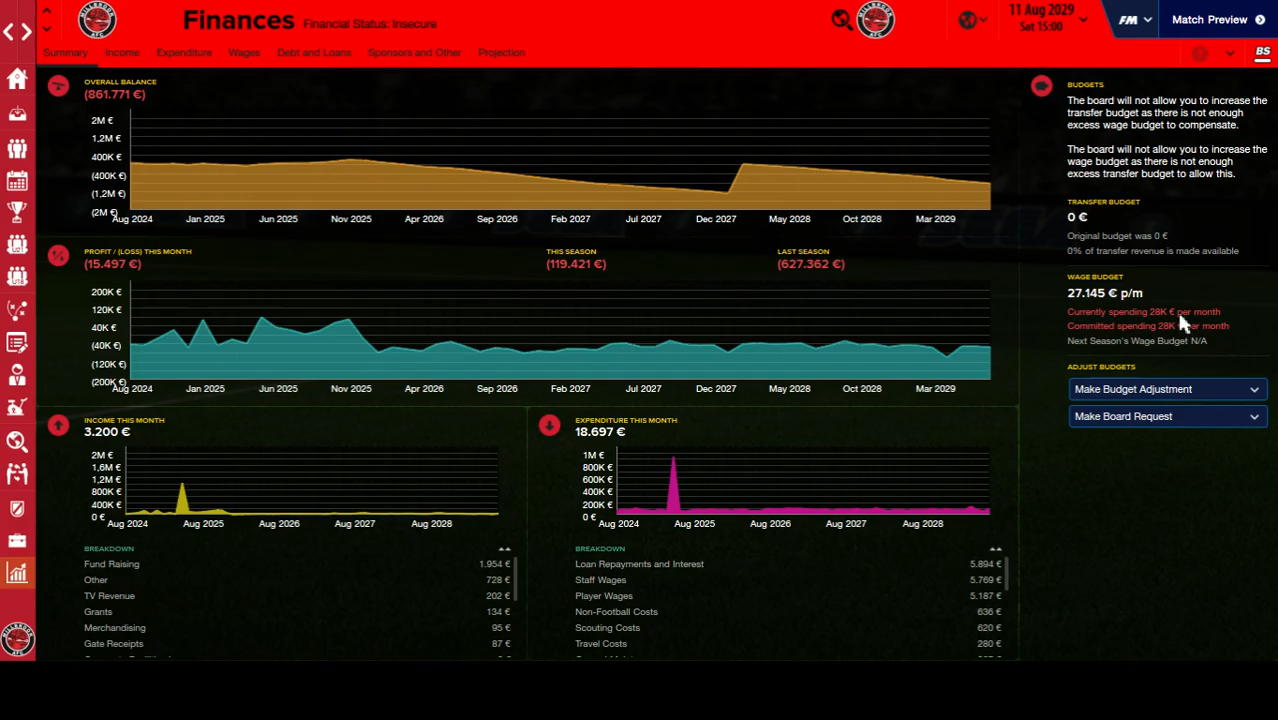 Finances Financial Status: Insecure
11 Aug 2029
Sat 15:00
FM
Match Preview
Summary Income Expenditure Wages Debt and Loans Sponsors and Other Projection
BS
OVERALL BALANCE
(861.771 €)
2M €
1,2M €
400K €
(400K €)
(1,2M €)
(2M €)
Aug 2024 Jan 2025 Jun 2025 Nov 2025 Apr 2026 Sep 2026 Feb 2027 Jul 2027 Dec 2027 May 2028 Oct 2028 Mar 2029
PROFIT / (LOSS) THIS MONTH THIS SEASON LAST SEASON
(15.497 €) (119.421 €) (627.362 €)
200K €
120K €
40K €
(40K €)
(120K €)
(200K €)
Aug 2024 Jan 2025 Jun 2025 Nov 2025 Apr 2026 Sep 2026 Feb 2027 Jul 2027 Dec 2027 May 2028 Oct 2028 Mar 2029
INCOME THIS MONTH
3.200 €
2M €
1,6M €
1,2M €
800K €
400K €
0 €
Aug 2024 Aug 2025 Aug 2026 Aug 2027 Aug 2028
BREAKDOWN
Fund Raising 1.954 €
Other 728 €
TV Revenue 202 €
Grants 134 €
Merchandising 95 €
Gate Receipts 87 €
EXPENDITURE THIS MONTH
18.697 €
1M €
800K €
600K €
400K €
200K €
0 €
Aug 2024 Aug 2025 Aug 2026 Aug 2027 Aug 2028
BREAKDOWN
Loan Repayments and Interest 5.894 €
Staff Wages 5.769 €
Player Wages 5.187 €
Non-Football Costs 636 €
Scouting Costs 620 €
Travel Costs 280 €
BUDGETS
The board will not allow you to increase the
transfer budget as there is not enough
excess wage budget to compensate.
The board will not allow you to increase the
wage budget as there is not enough
excess transfer budget to allow this.
TRANSFER BUDGET
0 €
Original budget was 0 €
0% of transfer revenue is made available
WAGE BUDGET
27.145 € p/m
Currently spending 28K € per month
Committed spending 28K per month
Next Season's Wage Budget N/A
ADJUST BUDGETS
Make Budget Adjustment
Make Board Request
MILLBROOK
AFC